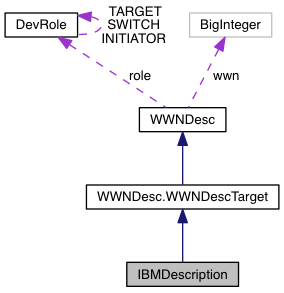 DevRole
TARGET
SWITCH
INITIATOR
BigInteger
role
wwn
WWNDesc
WWNDesc.WWNDescTarget
IBMDescription